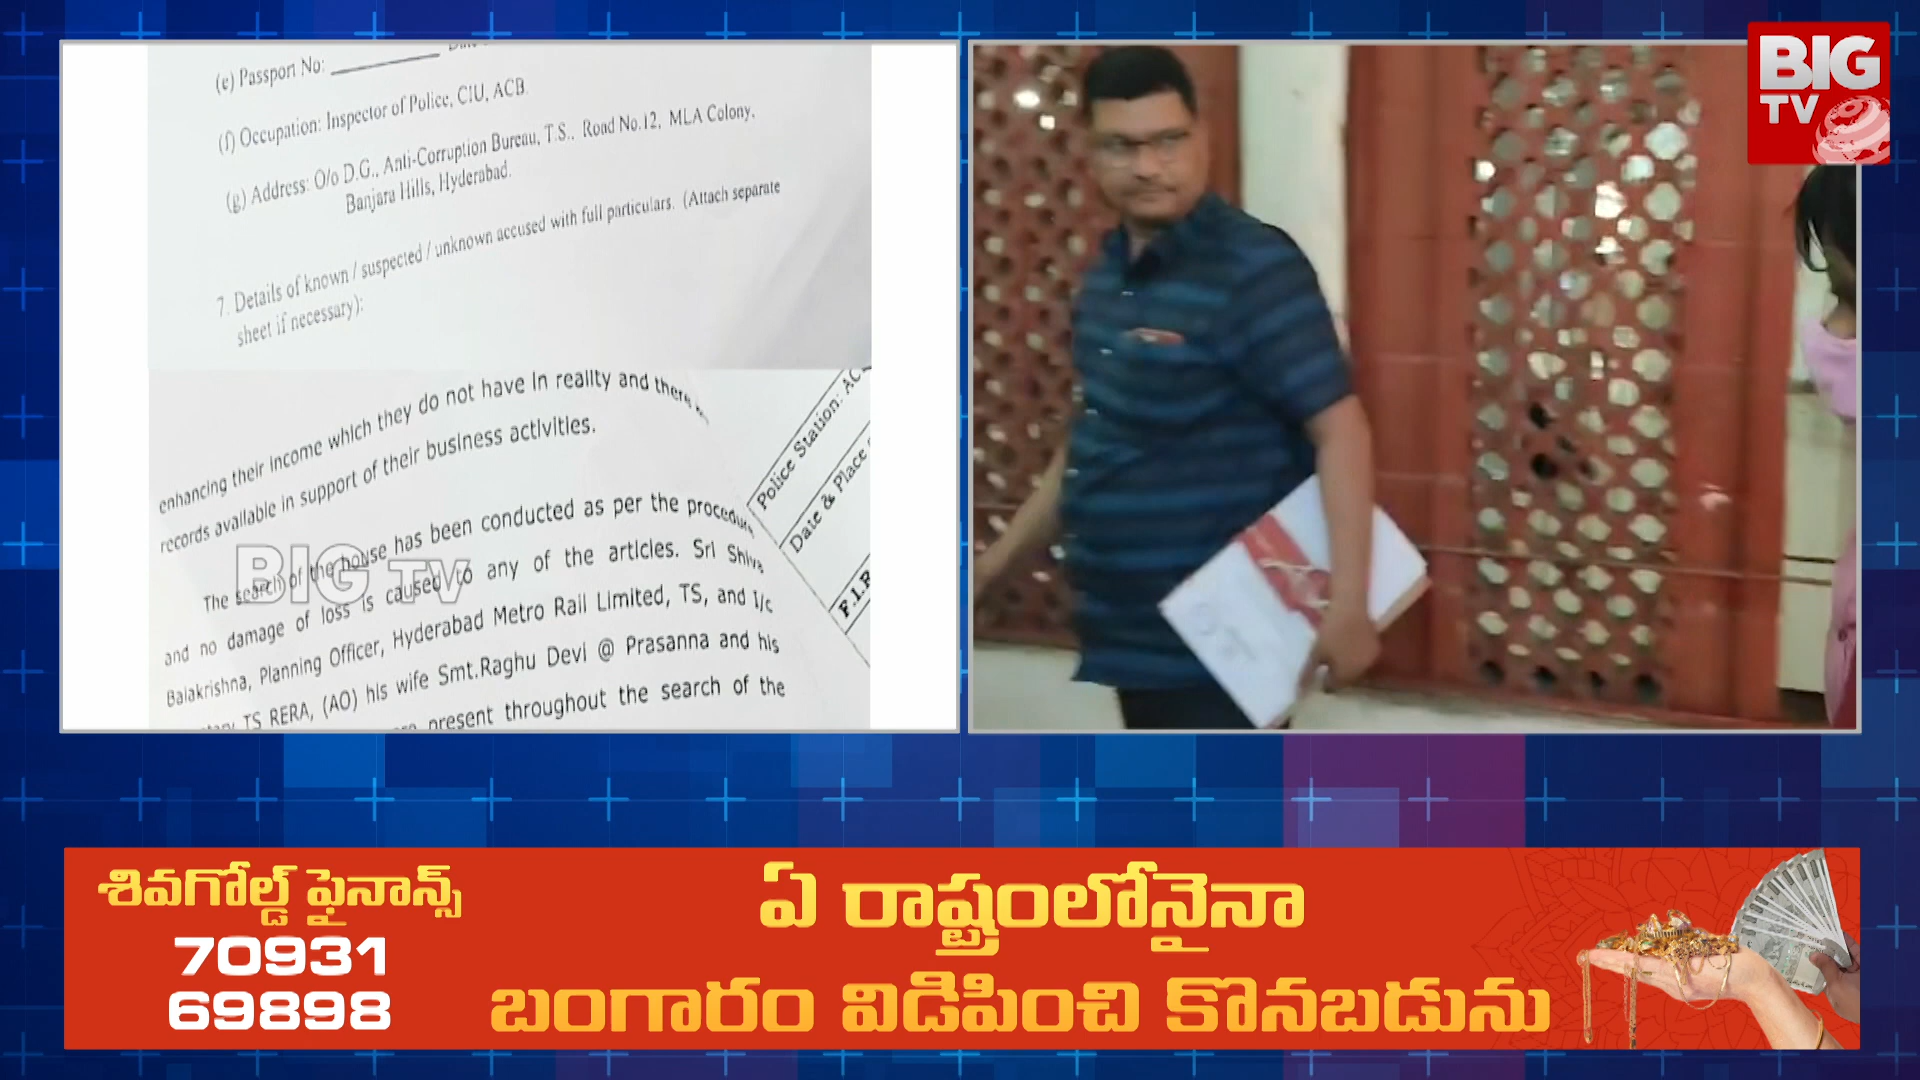 (e) Passport No:
(f) Occupation: Inspector of Police, CIU, ACB.
(g) Address: O/o D.G., Anti-Corruption Bureau, T.S., Road No.12, MLA Colony,
Banjara Hills, Hyderabad.
7. Details of known / suspected / unknown accused with full particulars. (Attach separate
sheet if necessary):
enhancing their income which they do not have in reality and there
records available in support of their business activities.
The search of the house has been conducted as per the procedure
and no damage of loss is caused to any of the articles. Sri Shiva
Balakrishna, Planning Officer, Hyderabad Metro Rail Limited, TS, and I/c
TS RERA, (AO) his wife Smt.Raghu Devi @ Prasanna and his
present throughout the search of the
Police Station: AC
Date & Place
F.I.R
BIG TV
BIG
TV
శివగోల్డ్ ఫైనాన్స్
70931
69898
ఏ రాష్ట్రంలోనైనా
బంగారం విడిపించి కొనబడును